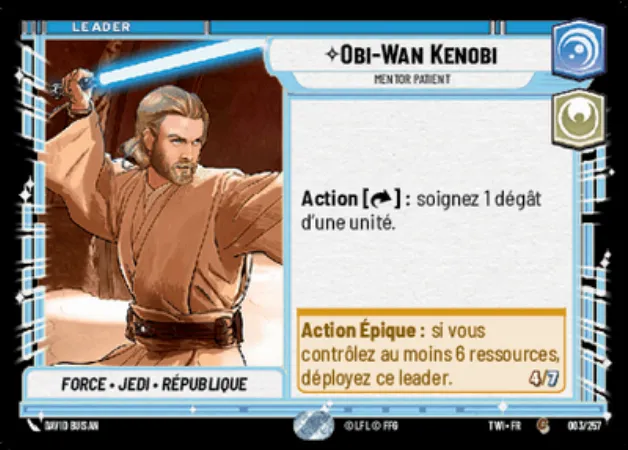 LEADER
✧OBI-WAN KENOBI
MENTOR PATIENT
Action [↷] : soignez 1 dégât
d'une unité.
Action Épique : si vous
contrôlez au moins 6 ressources,
déployez ce leader. 4/7
FORCE • JEDI • RÉPUBLIQUE
DAVID BUISAN
© LFL © FFG
TWI • FR
C
003/257